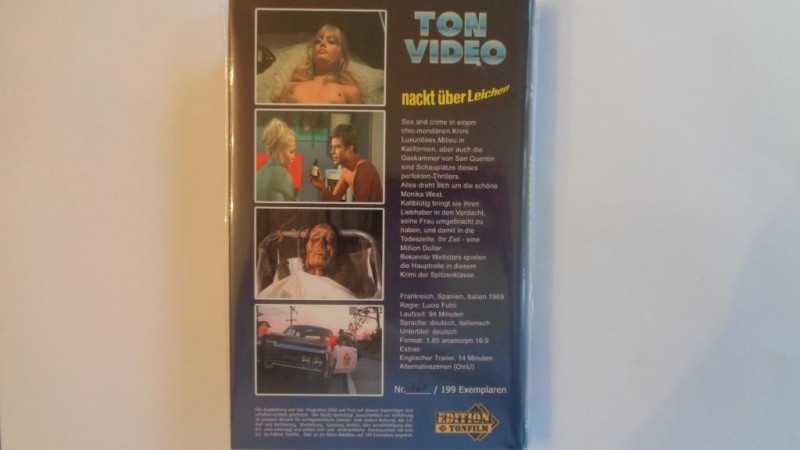 TON
VIDEO
nackt über Leichen
Sex and crime in einem
chic-mondänen Krimi.
Luxuriöses Milieu in
Kalifornien, aber auch die
Gaskammer von San Quentin
sind Schauplätze dieses
perfekten Thrillers.
Alles dreht sich um die schöne
Monika West.
Kaltblütig bringt sie ihren
Liebhaber in den Verdacht,
seine Frau umgebracht zu
haben, und damit in die
Todeszelle. Ihr Ziel - eine
Million Dollar.
Bekannte Weltstars spielen
die Hauptrolle in diesem
Krimi der Spitzenklasse.
Frankreich, Spanien, Italien 1969
Regie: Lucio Fulci
Laufzeit: 94 Minuten
Sprache: deutsch, italienisch
Untertitel: deutsch
Format: 1.85 anamorph 16:9
Extras:
Englischer Trailer, 14 Minuten
Alternativszenen (OmU)
Nr. / 199 Exemplaren
EDITION
TONFILM